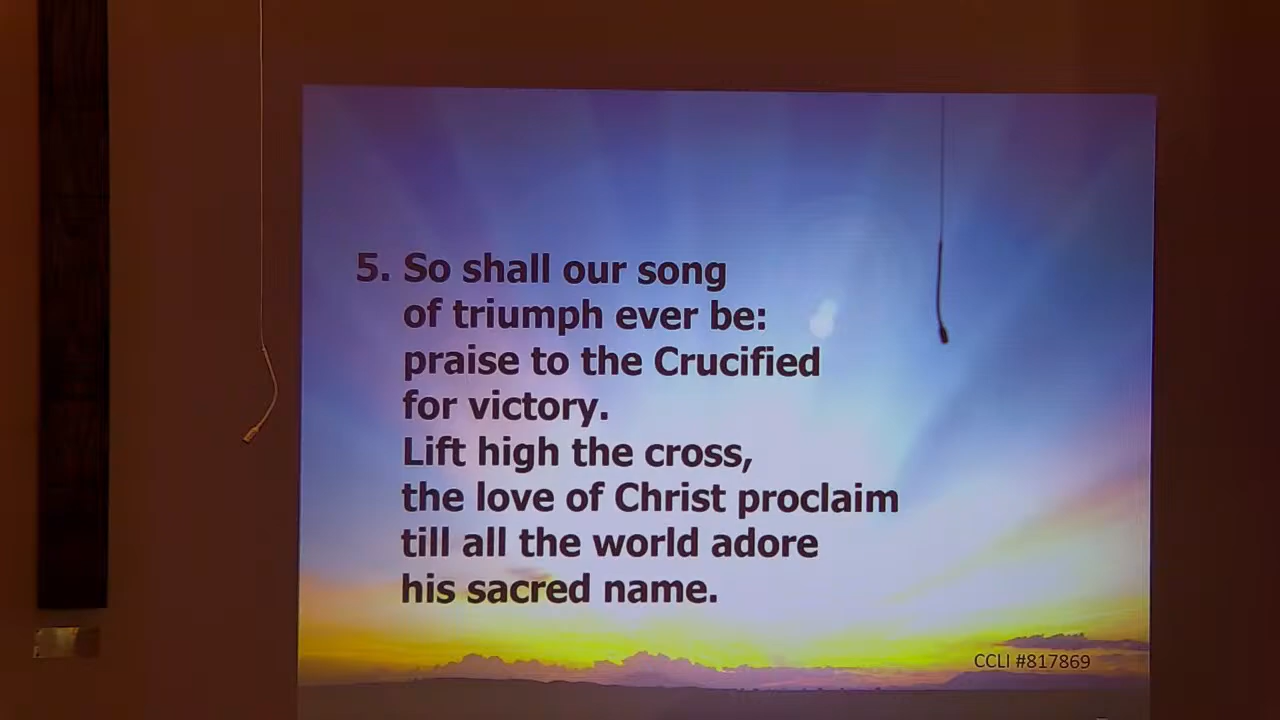 5. So shall our song
of triumph ever be:
praise to the Crucified
for victory.
Lift high the cross,
the love of Christ proclaim
till all the world adore
his sacred name.
CCLI #817869